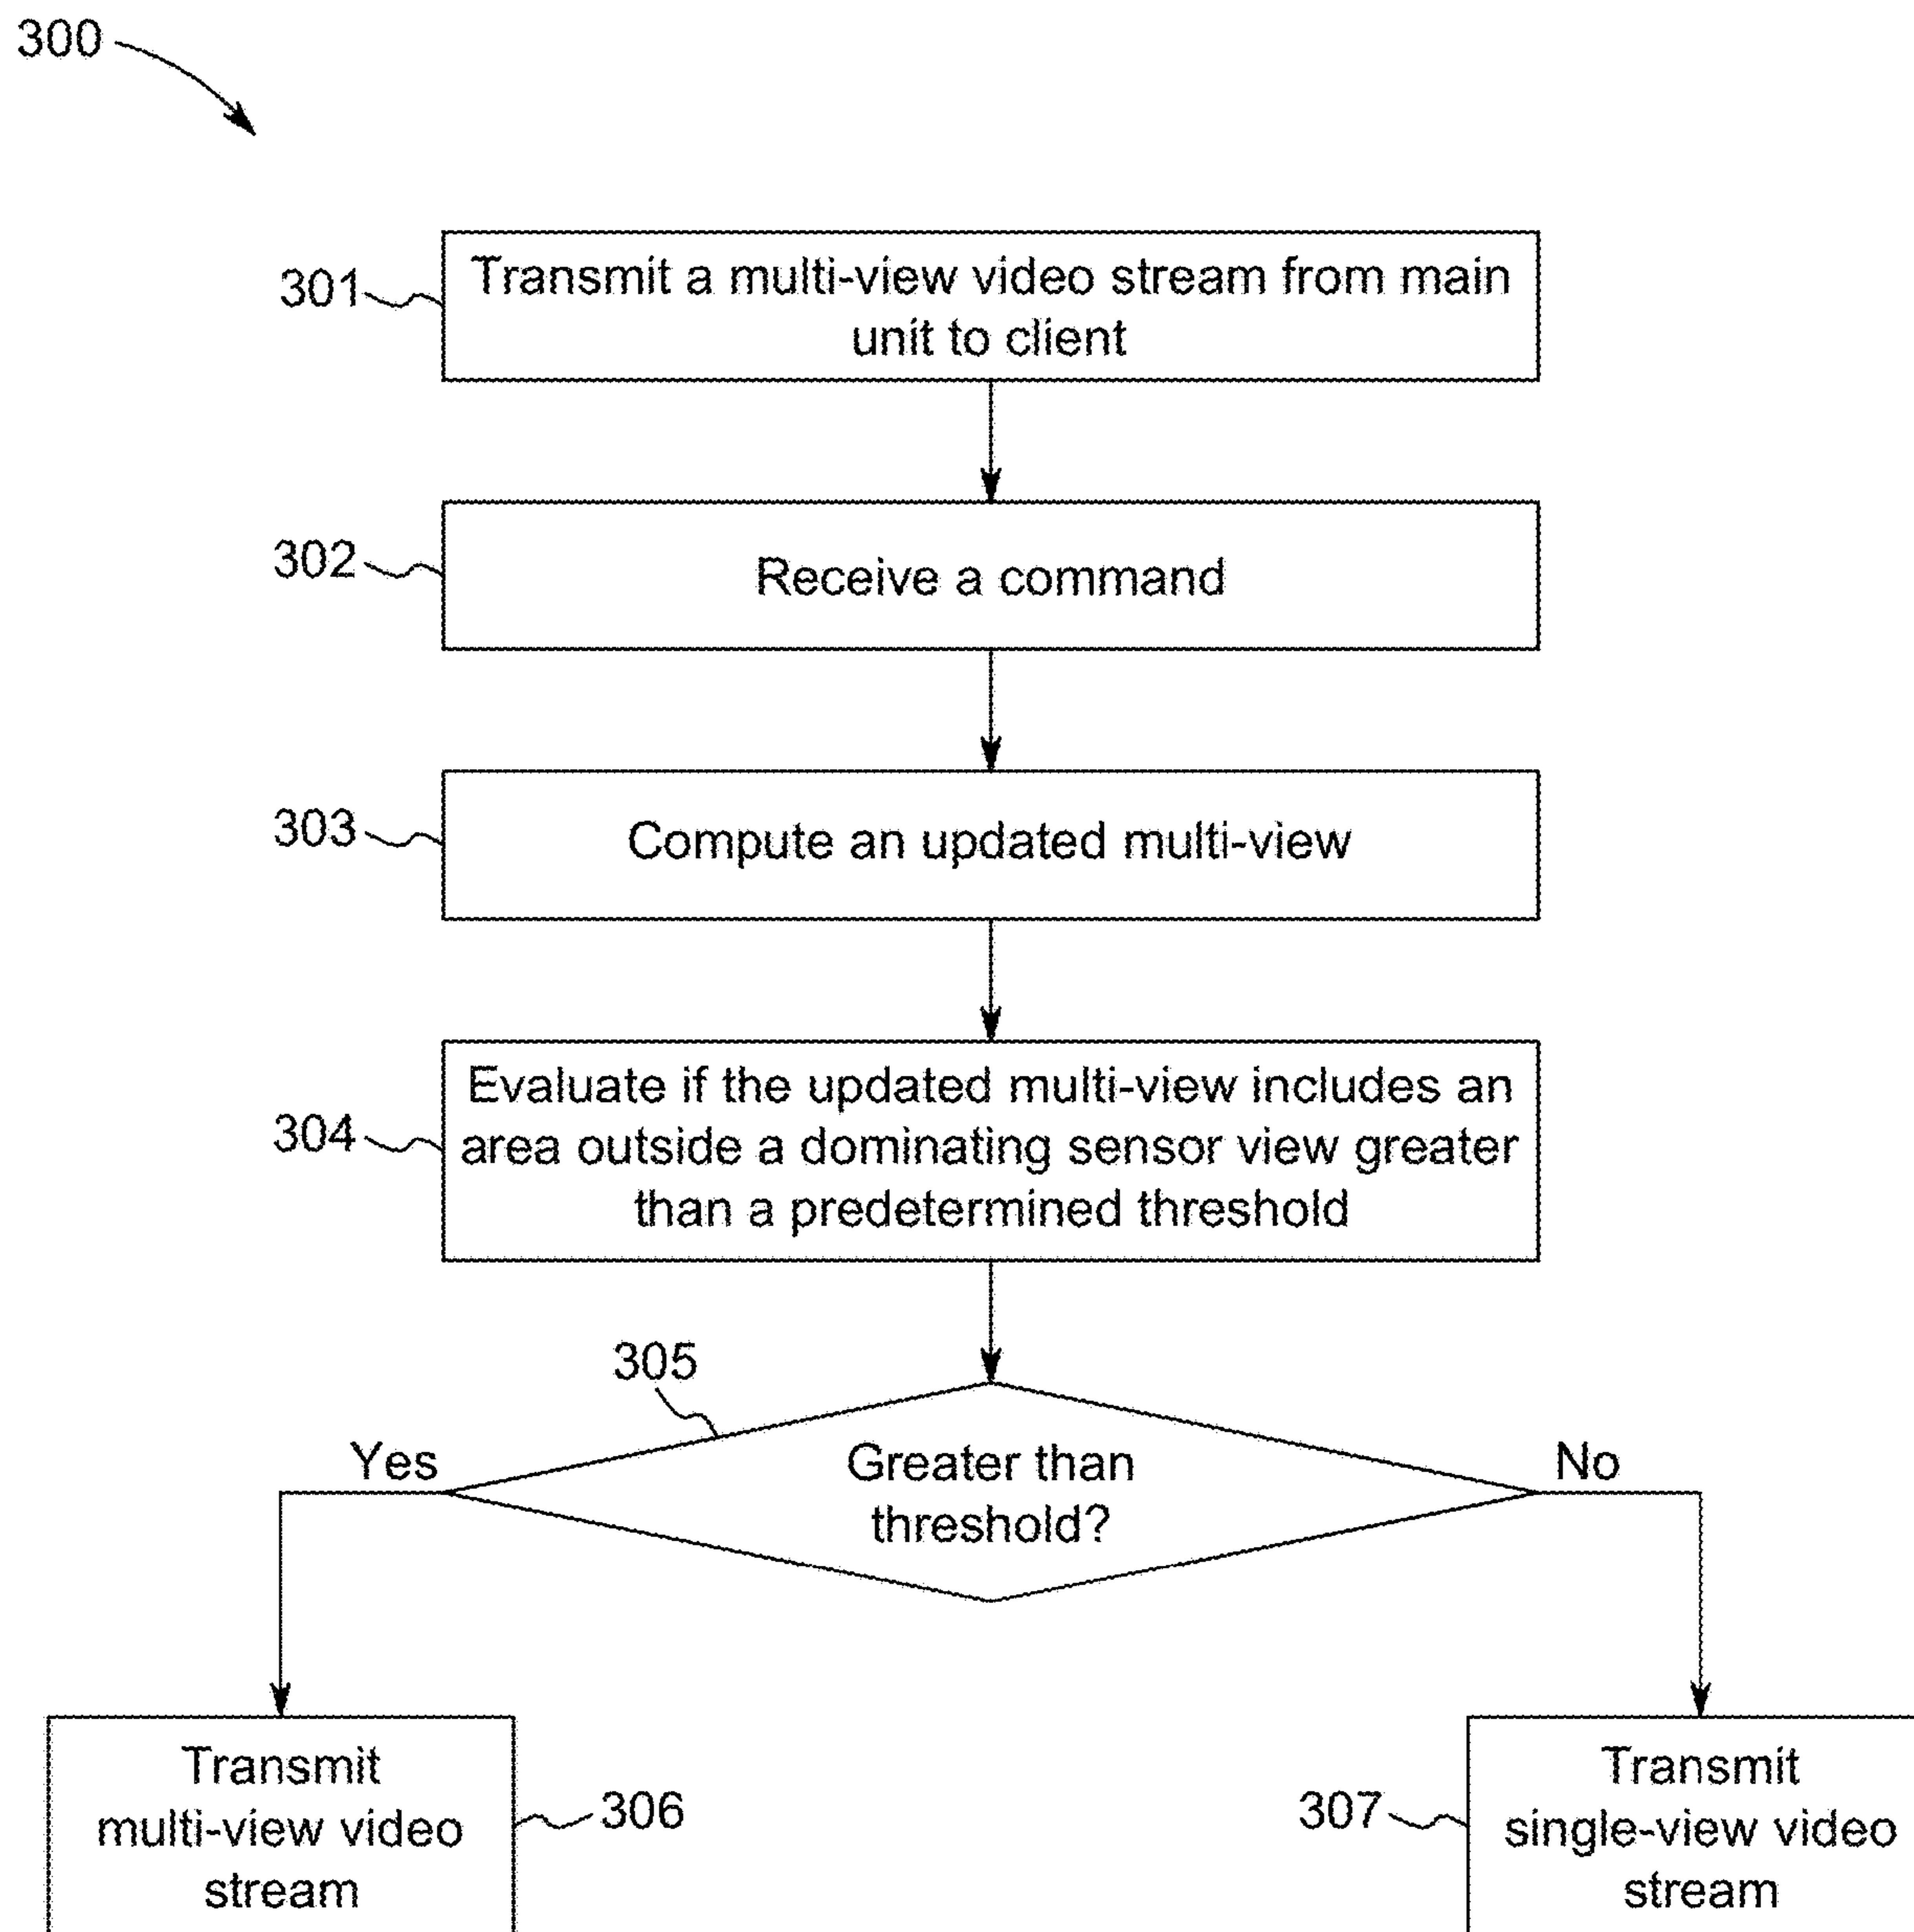 300
301
Transmit a multi-view video stream from main
unit to client
302
Receive a command
303
Compute an updated multi-view
304
Evaluate if the updated multi-view includes an
area outside a dominating sensor view greater
than a predetermined threshold
305
Yes
Greater than
threshold?
No
Transmit
multi-view video
stream
306
307
Transmit
single-view video
stream